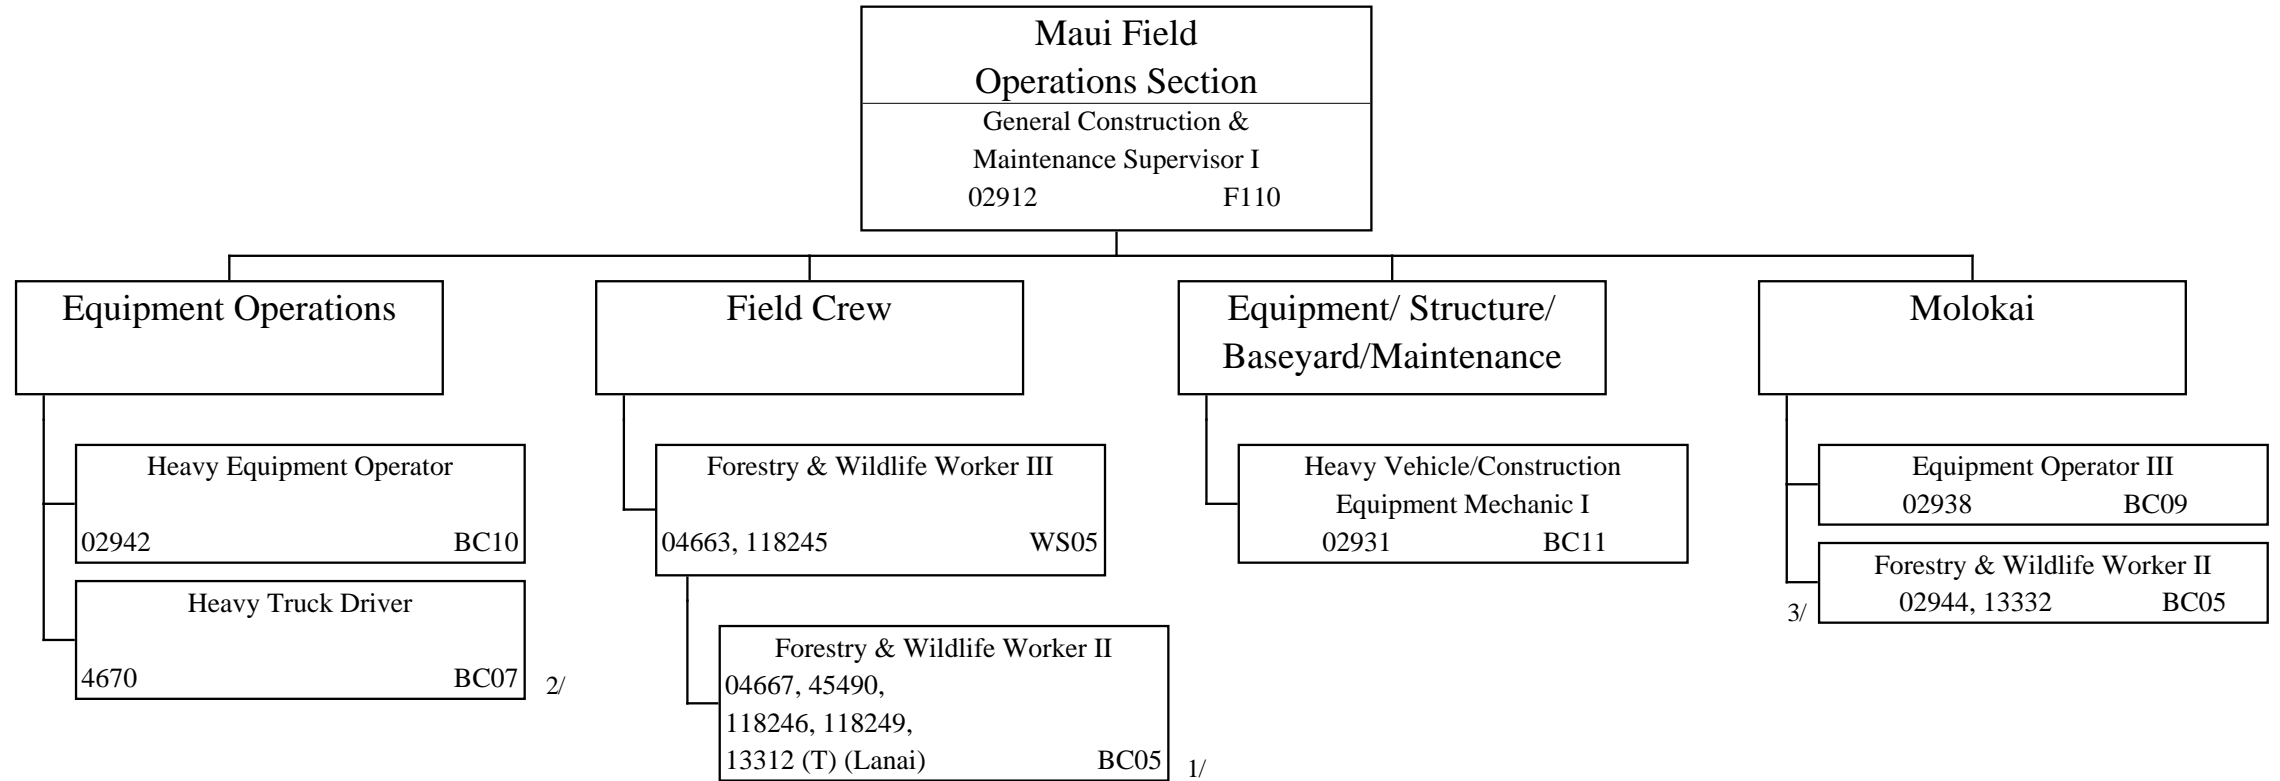 Maui Field
Operations Section
General Construction &
Maintenance Supervisor I
02912 F110
Equipment Operations
Heavy Equipment Operator
02942 BC10
Heavy Truck Driver
4670 BC07 2/
Field Crew
Forestry & Wildlife Worker III
04663, 118245 WS05
Forestry & Wildlife Worker II
04667, 45490,
118246, 118249,
13312 (T) (Lanai) BC05 1/
Equipment/ Structure/
Baseyard/Maintenance
Heavy Vehicle/Construction
Equipment Mechanic I
02931 BC11
Molokai
Equipment Operator III
02938 BC09
Forestry & Wildlife Worker II
3/ 02944, 13332 BC05